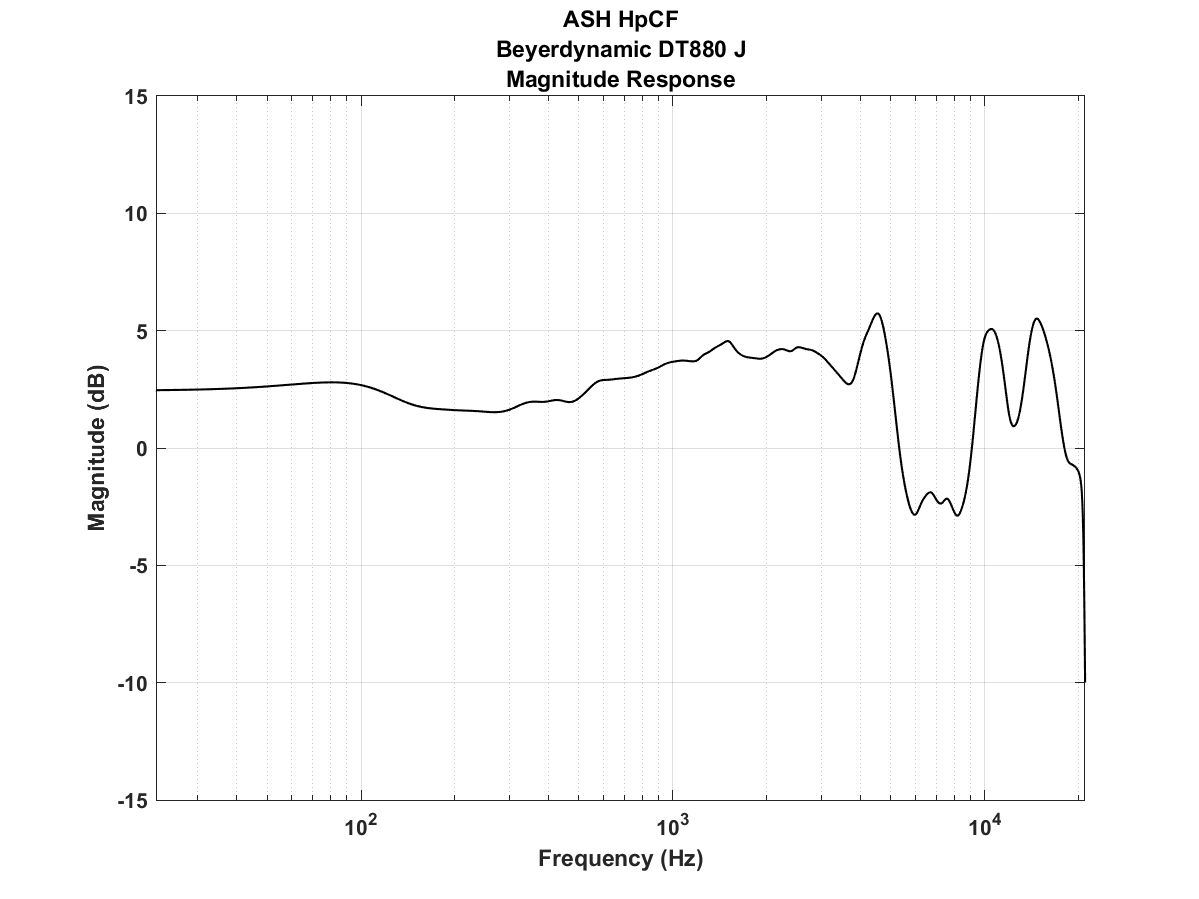 ASH HpCF
Beyerdynamic DT880 J
Magnitude Response
15
10
5
0
-5
-10
-15
Magnitude (dB)
10²
10³
10⁴
Frequency (Hz)